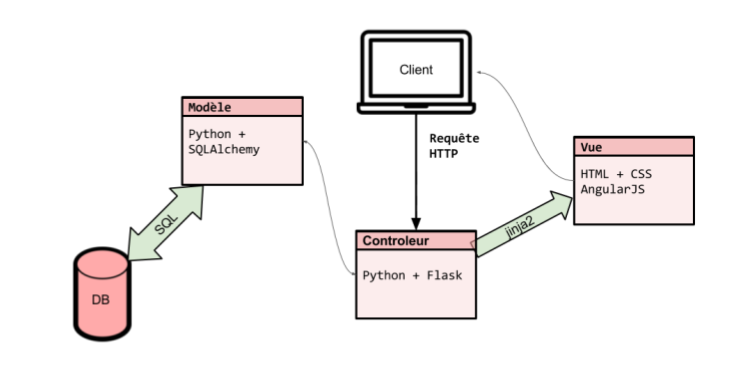 Client
Modèle
Python +
SQLAlchemy
Requête
HTTP
Vue
HTML + CSS
AngularJS
SQL
jinja2
Controleur
Python + Flask
DB